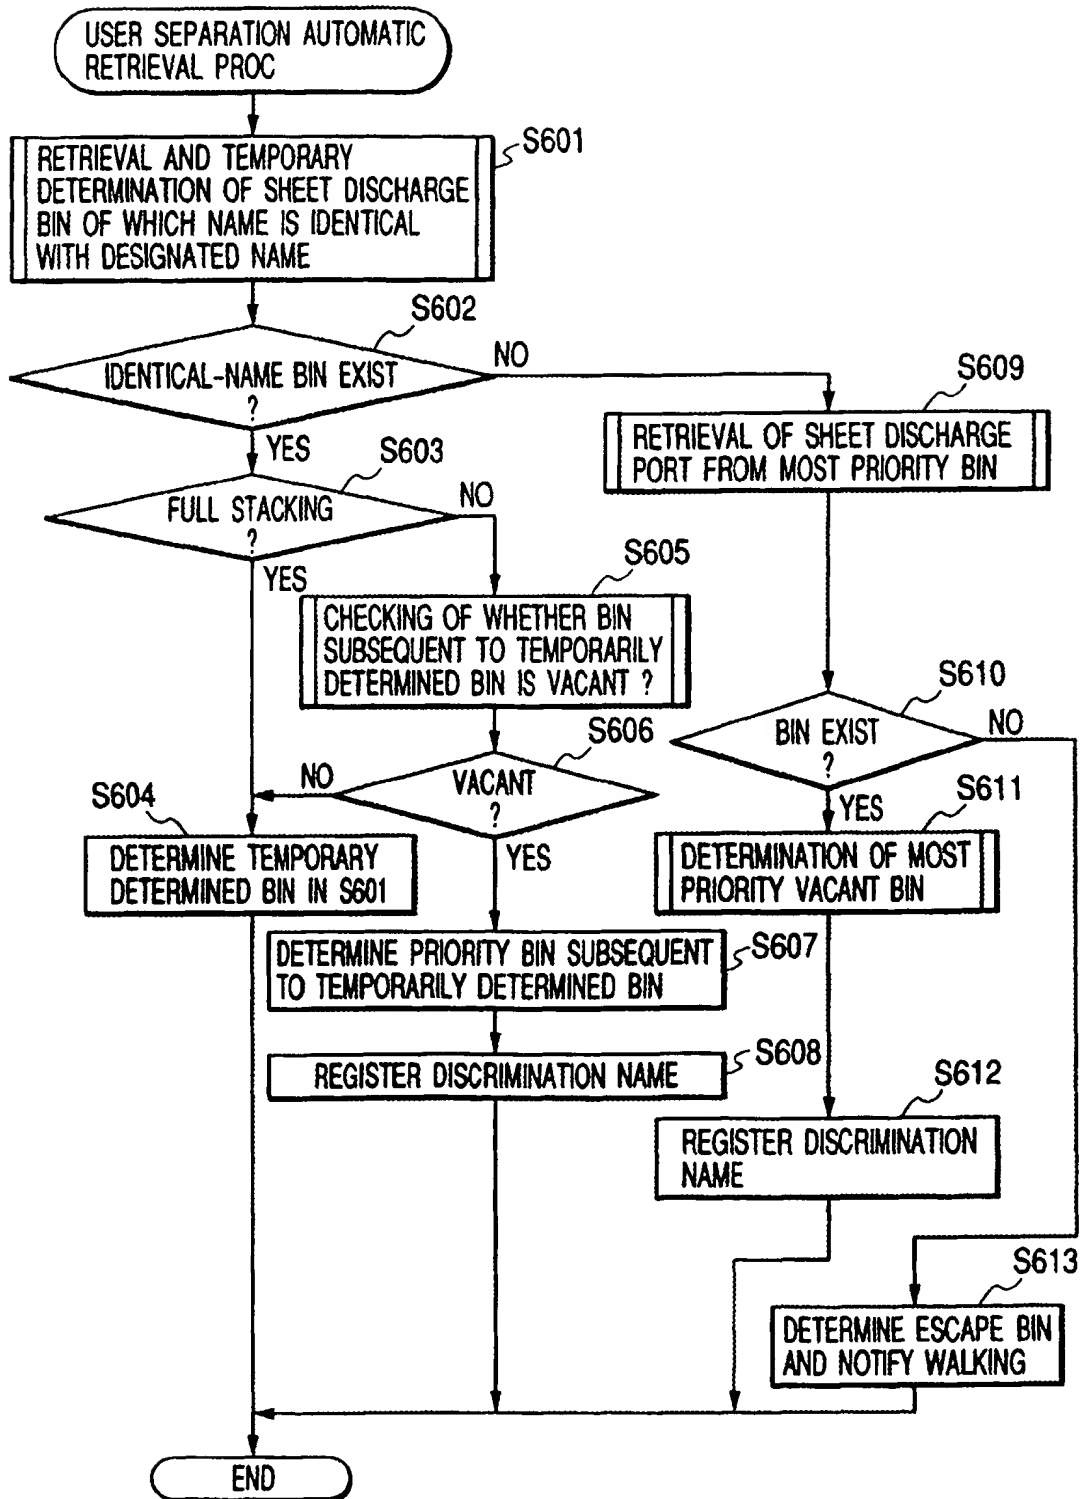 USER SEPARATION AUTOMATIC
RETRIEVAL PROC
S601
RETRIEVAL AND TEMPORARY
DETERMINATION OF SHEET DISCHARGE
BIN OF WHICH NAME IS IDENTICAL
WITH DESIGNATED NAME
S602
IDENTICAL-NAME BIN EXIST
?
NO
YES
S603
FULL STACKING
?
NO
YES
S605
CHECKING OF WHETHER BIN
SUBSEQUENT TO TEMPORARILY
DETERMINED BIN IS VACANT ?
S606
VACANT
?
NO
YES
S604
DETERMINE TEMPORARY
DETERMINED BIN IN S601
DETERMINE PRIORITY BIN SUBSEQUENT
TO TEMPORARILY DETERMINED BIN
S607
REGISTER DISCRIMINATION NAME
S608
S609
RETRIEVAL OF SHEET DISCHARGE
PORT FROM MOST PRIORITY BIN
S610
BIN EXIST
?
NO
YES
S611
DETERMINATION OF MOST
PRIORITY VACANT BIN
S612
REGISTER DISCRIMINATION
NAME
S613
DETERMINE ESCAPE BIN
AND NOTIFY WALKING
END